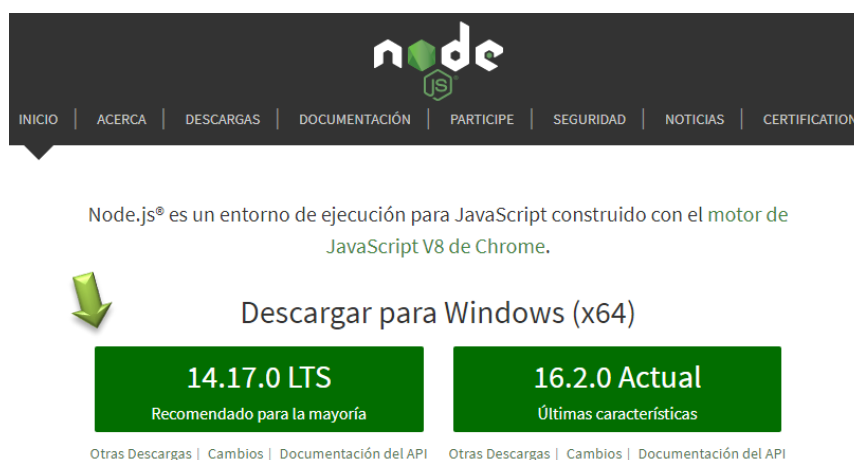 node
JS
INICIO | ACERCA | DESCARGAS | DOCUMENTACIÓN | PARTICIPE | SEGURIDAD | NOTICIAS | CERTIFICATION
Node.js® es un entorno de ejecución para JavaScript construido con el motor de
JavaScript V8 de Chrome.
Descargar para Windows (x64)
14.17.0 LTS
Recomendado para la mayoría
16.2.0 Actual
Últimas características
Otras Descargas | Cambios | Documentación del API
Otras Descargas | Cambios | Documentación del API